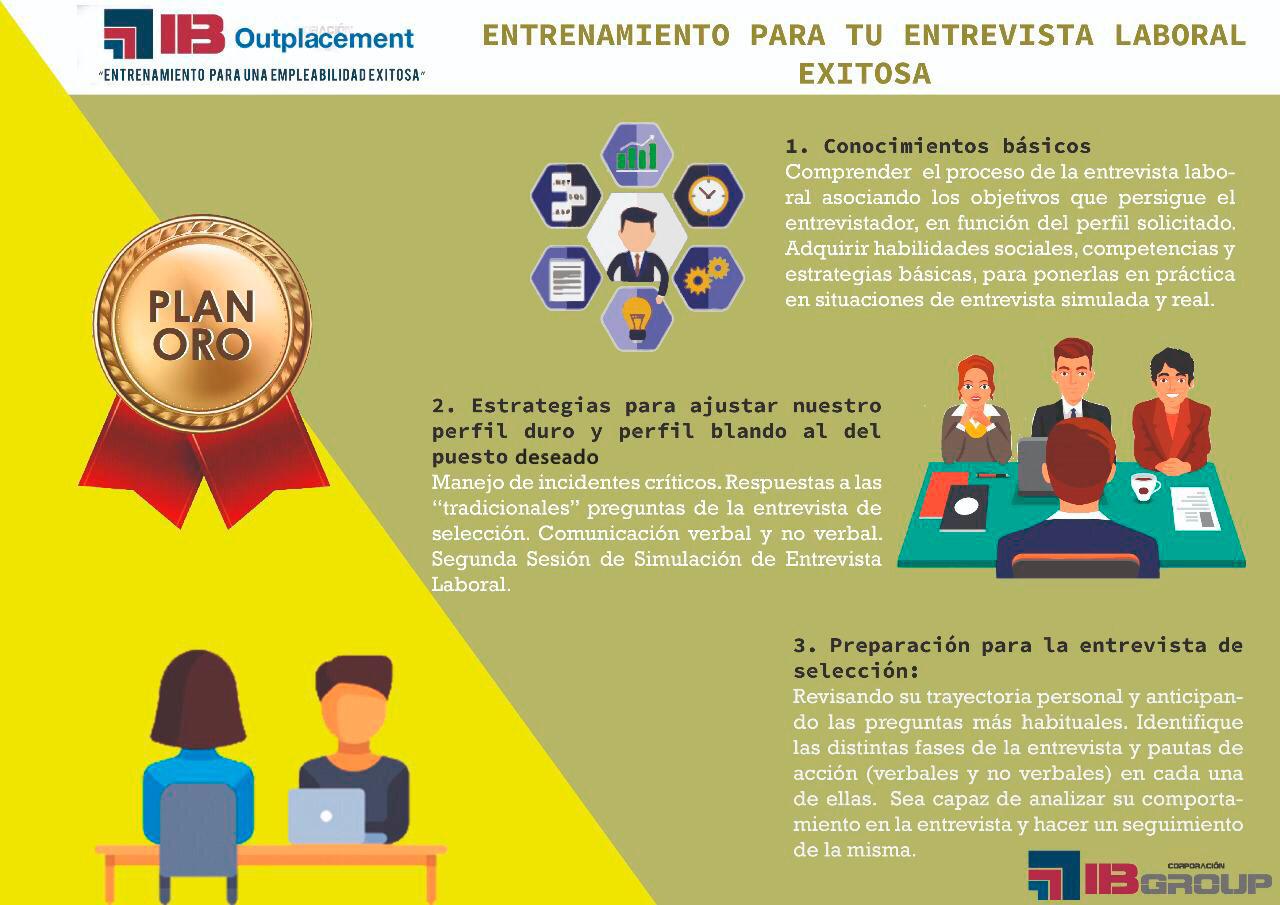 IB Outplacement
"ENTRENAMIENTO PARA UNA EMPLEABILIDAD EXITOSA"
ENTRENAMIENTO PARA TU ENTREVISTA LABORAL
EXITOSA
PLAN
ORO
1. Conocimientos básicos
Comprender el proceso de la entrevista labo-
ral asociando los objetivos que persigue el
entrevistador, en función del perfil solicitado.
Adquirir habilidades sociales, competencias y
estrategias básicas, para ponerlas en práctica
en situaciones de entrevista simulada y real.
2. Estrategias para ajustar nuestro
perfil duro y perfil blando al del
puesto deseado
Manejo de incidentes críticos. Respuestas a las
“tradicionales” preguntas de la entrevista de
selección. Comunicación verbal y no verbal.
Segunda Sesión de Simulación de Entrevista
Laboral.
3. Preparación para la entrevista de
selección:
Revisando su trayectoria personal y anticipan-
do las preguntas más habituales. Identifique
las distintas fases de la entrevista y pautas de
acción (verbales y no verbales) en cada una
de ellas. Sea capaz de analizar su comporta-
miento en la entrevista y hacer un seguimiento
de la misma.
CORPORACIÓN
IBGROUP